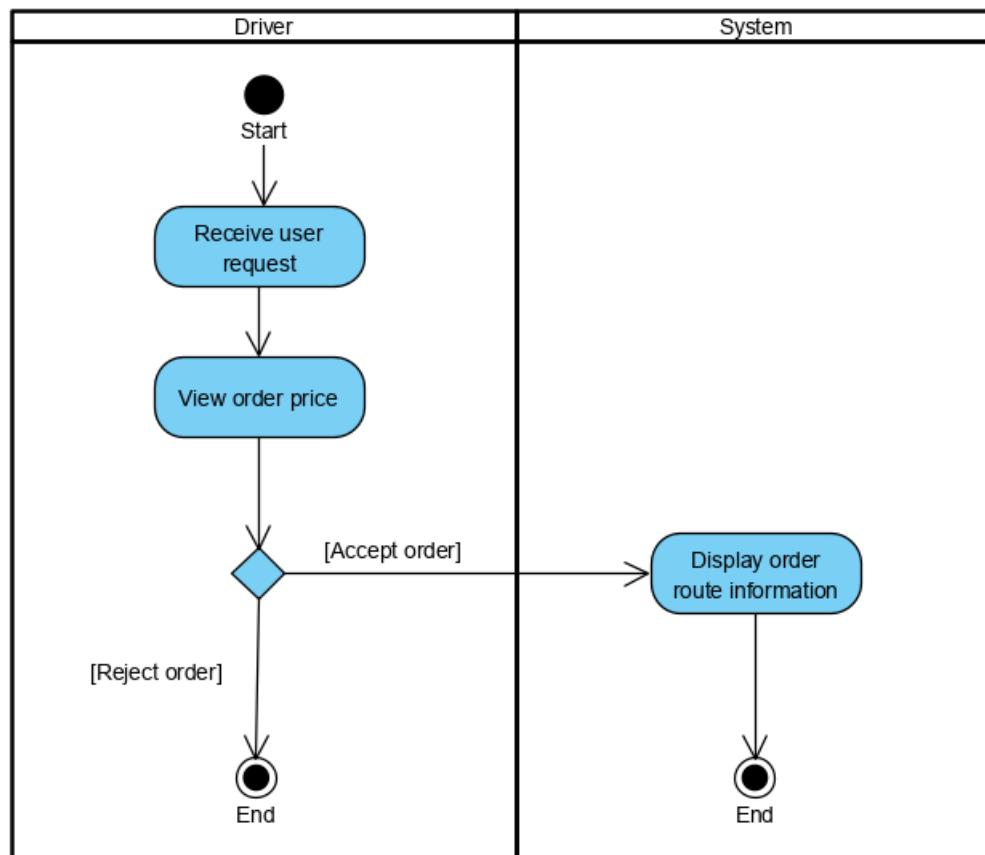 Driver
System
Start
Receive user
request
View order price
[Accept order]
Display order
route information
[Reject order]
End
End